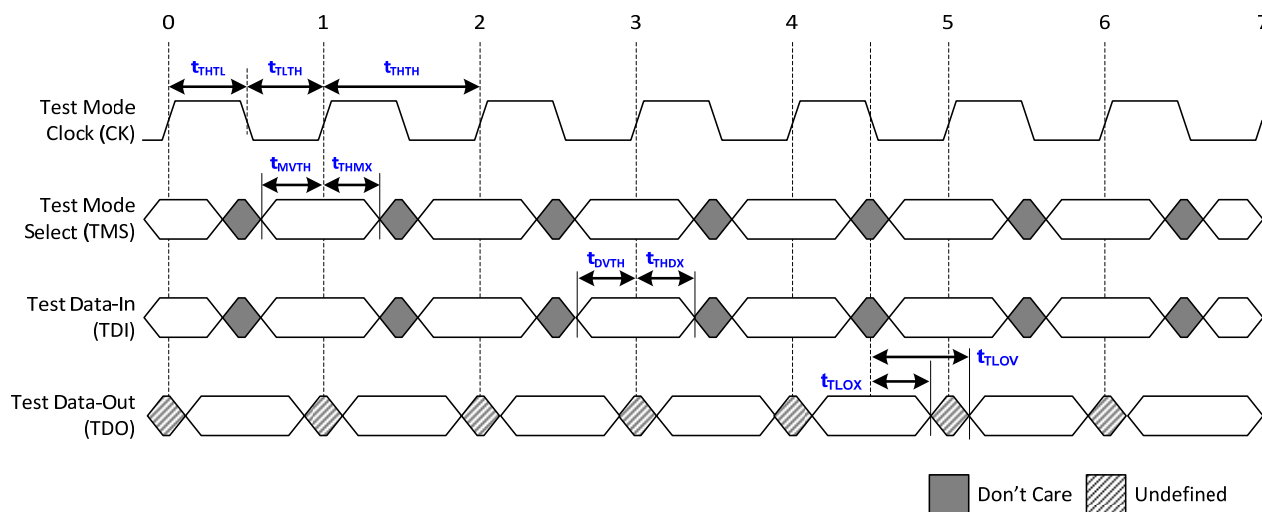 0 1 2 3 4 5 6 7
tTHTL tTLTH tTHTH
Test Mode
Clock (CK)
tMVTH tTHMX
Test Mode
Select (TMS)
tDVTH tTHDX
Test Data-In
(TDI)
tTLOV
tTLOX
Test Data-Out
(TDO)
Don't Care Undefined